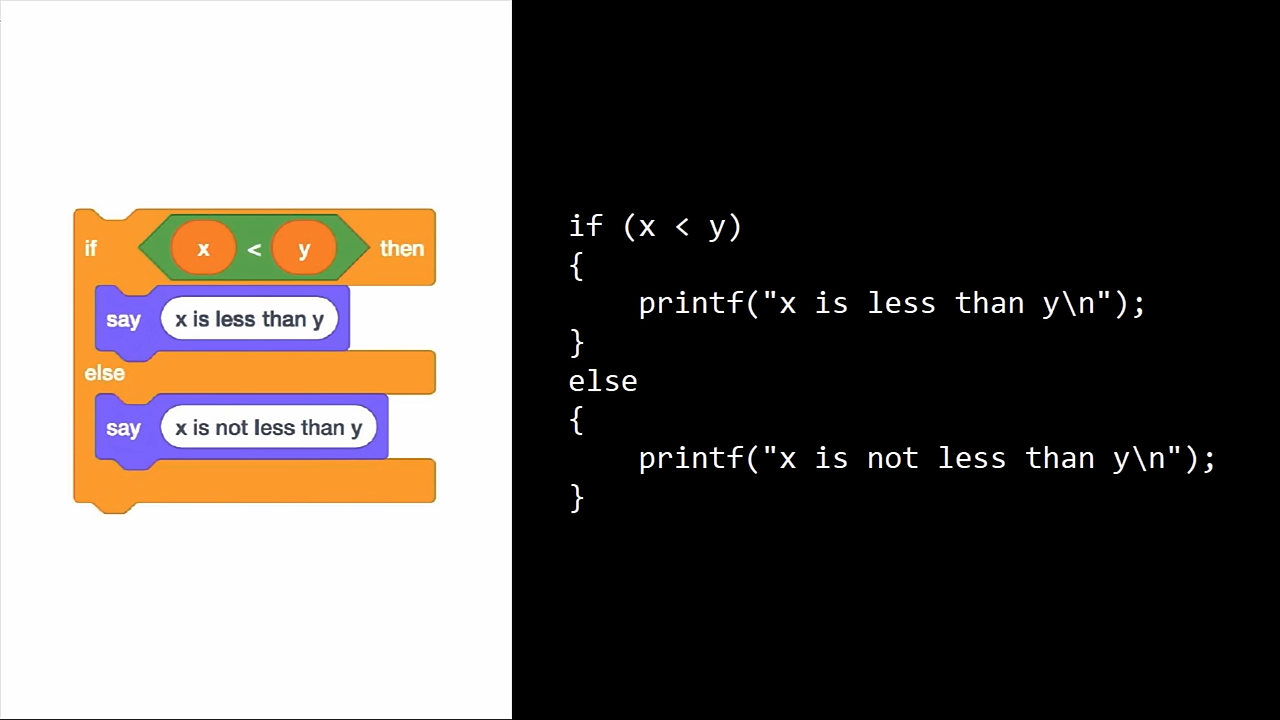 if x < y then
say x is less than y
else
say x is not less than y
if (x < y)
{
    printf("x is less than y\n");
}
else
{
    printf("x is not less than y\n");
}